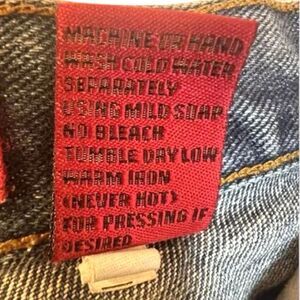 MACHINE OR HAND
WASH COLD WATER
SEPARATELY
USING MILD SOAP
NO BLEACH
TUMBLE DAY LOW
WARM IRON
(NEVER HOT)
FOR PRESSING IF
DESIRED